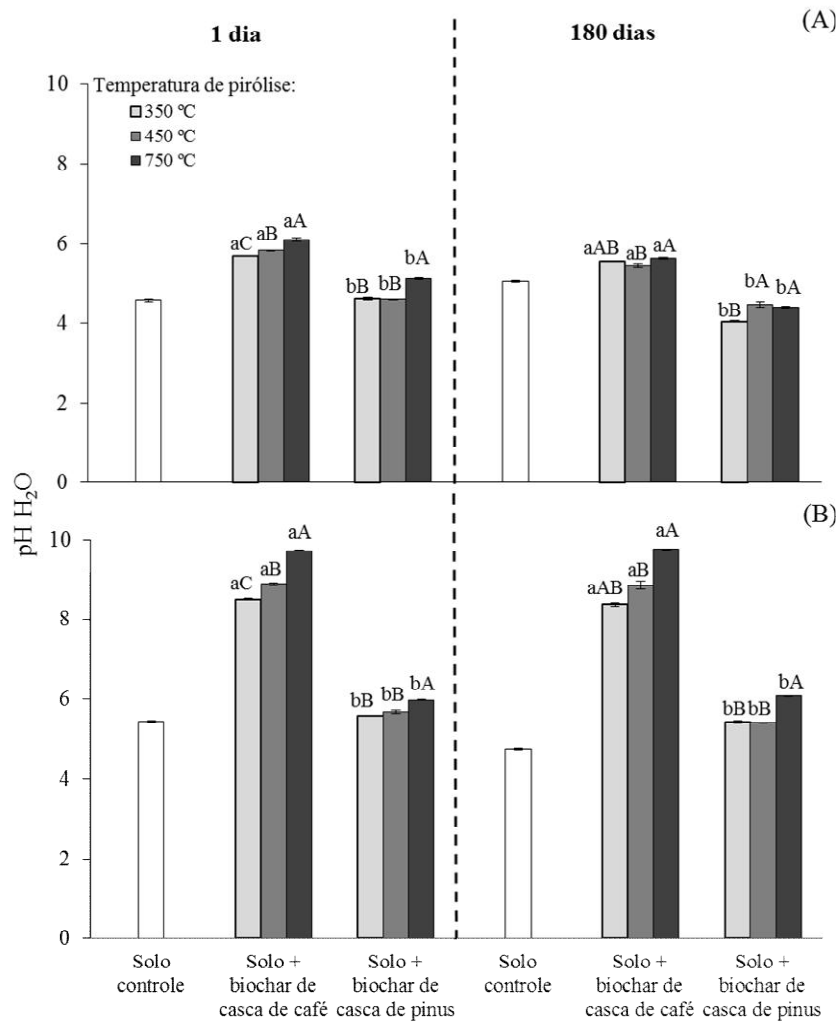 (A)
1 dia 180 dias
Temperatura de pirólise:
350 ºC
450 ºC
750 ºC
10
8
6
4
2
0
aC aB aA
bB bB bA
aAB aB aA
bB bA bA
pH H₂O
(B)
10
8
6
4
2
0
aC aB aA
bB bB bA
aAB aB aA
bB bB bA
Solo controle
Solo + biochar de casca de café
Solo + biochar de casca de pinus
Solo controle
Solo + biochar de casca de café
Solo + biochar de casca de pinus